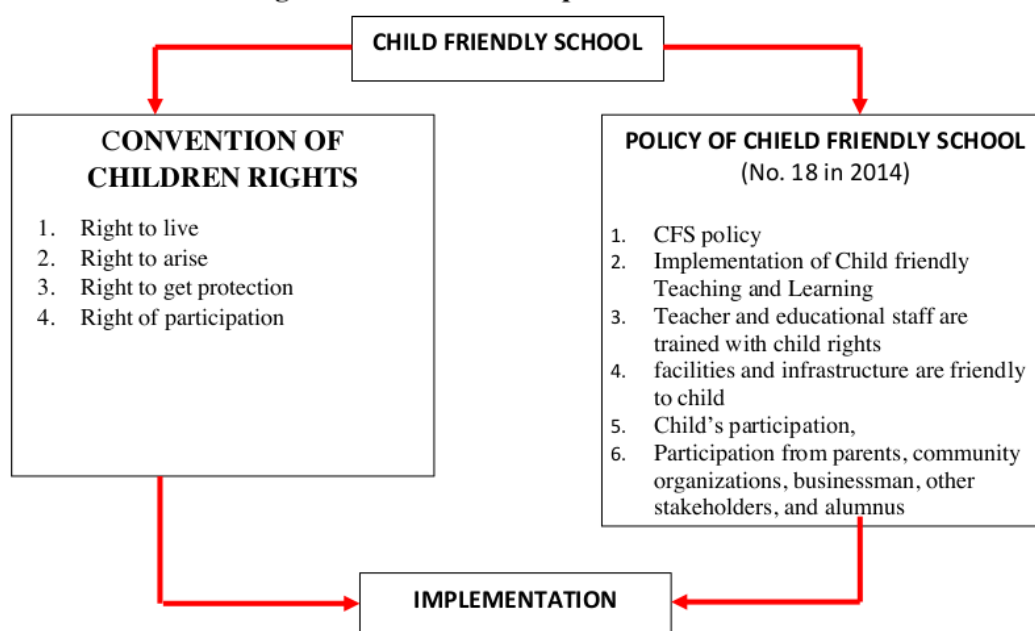 CHILD FRIENDLY SCHOOL
CONVENTION OF
CHILDREN RIGHTS
1. Right to live
2. Right to arise
3. Right to get protection
4. Right of participation
POLICY OF CHIELD FRIENDLY SCHOOL
(No. 18 in 2014)
1. CFS policy
2. Implementation of Child friendly
Teaching and Learning
3. Teacher and educational staff are
trained with child rights
4. facilities and infrastructure are friendly
to child
5. Child's participation,
6. Participation from parents, community
organizations, businessman, other
stakeholders, and alumnus
IMPLEMENTATION